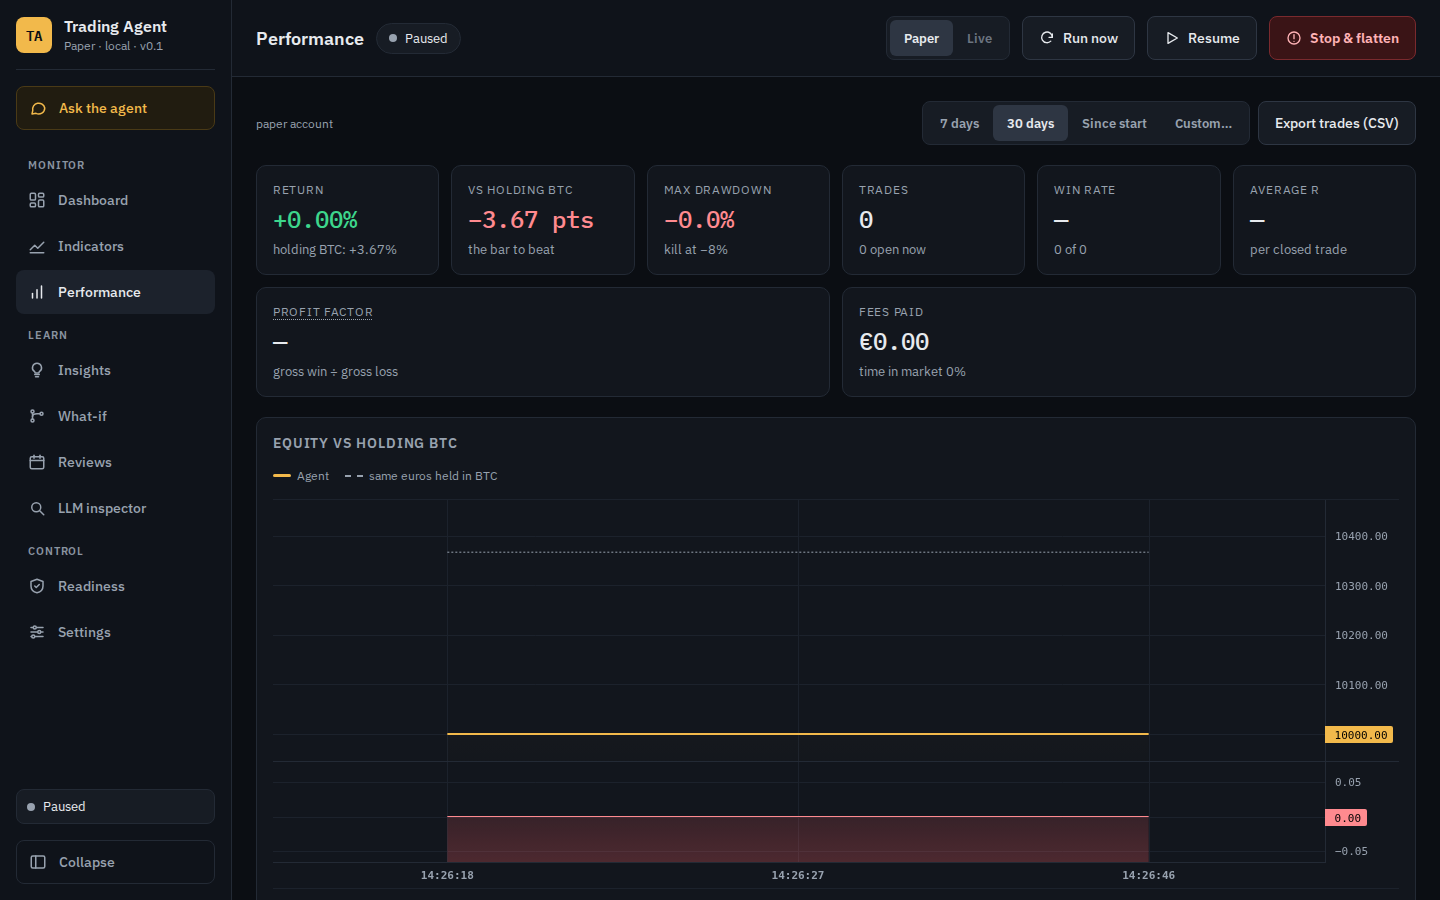 TA
Trading Agent
Paper · local · v0.1
Ask the agent
MONITOR
Dashboard
Indicators
Performance
LEARN
Insights
What-if
Reviews
LLM inspector
CONTROL
Readiness
Settings
Paused
Collapse
Performance
Paused
Paper
Live
Run now
Resume
Stop & flatten
paper account
7 days
30 days
Since start
Custom…
Export trades (CSV)
RETURN
+0.00%
holding BTC: +3.67%
VS HOLDING BTC
−3.67 pts
the bar to beat
MAX DRAWDOWN
−0.0%
kill at −8%
TRADES
0
0 open now
WIN RATE
—
0 of 0
AVERAGE R
—
per closed trade
PROFIT FACTOR
—
gross win ÷ gross loss
FEES PAID
€0.00
time in market 0%
EQUITY VS HOLDING BTC
Agent
same euros held in BTC
10400.00
10300.00
10200.00
10100.00
10000.00
0.05
0.00
−0.05
14:26:18
14:26:27
14:26:46